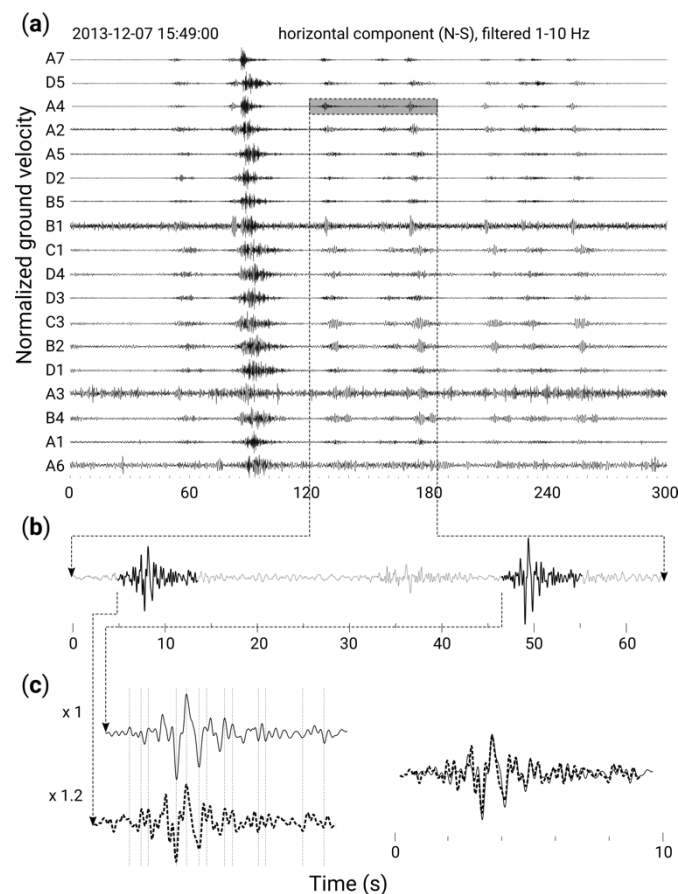 (a)
2013-12-07 15:49:00 horizontal component (N-S), filtered 1-10 Hz
Normalized ground velocity
A7
D5
A4
A2
A5
D2
B5
B1
C1
D4
D3
C3
B2
D1
A3
B4
A1
A6
0 60 120 180 240 300
(b)
0 10 20 30 40 50 60
(c)
x 1
x 1.2
0 10
Time (s)